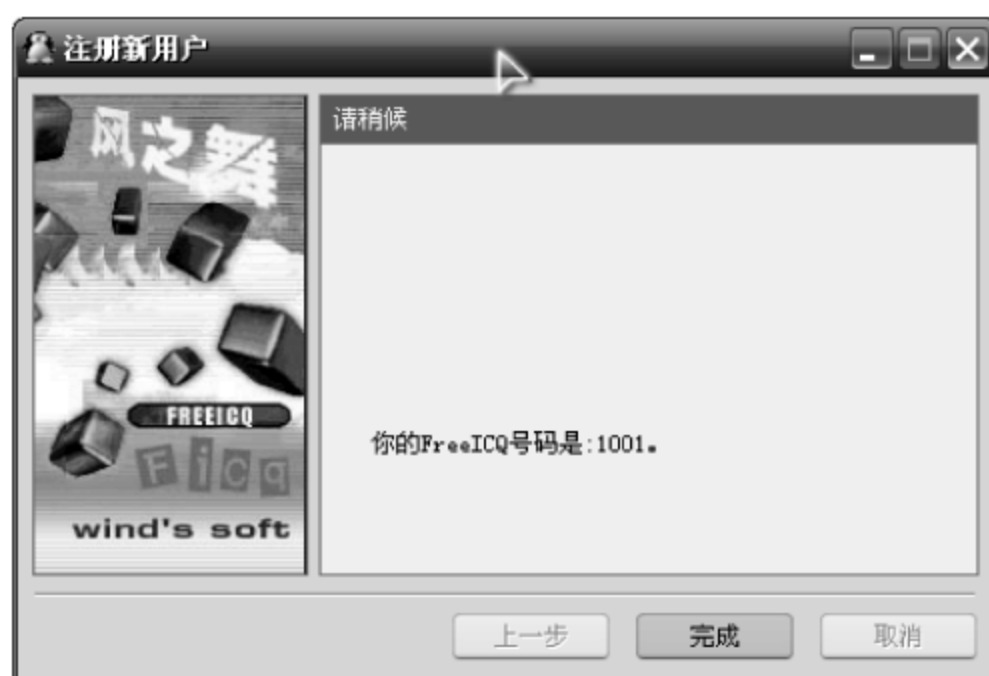 注册新用户
风之舞
请稍候
FREEICQ
Ficq
你的FreeICQ号码是:1001。
wind's soft
上一步
完成
取消